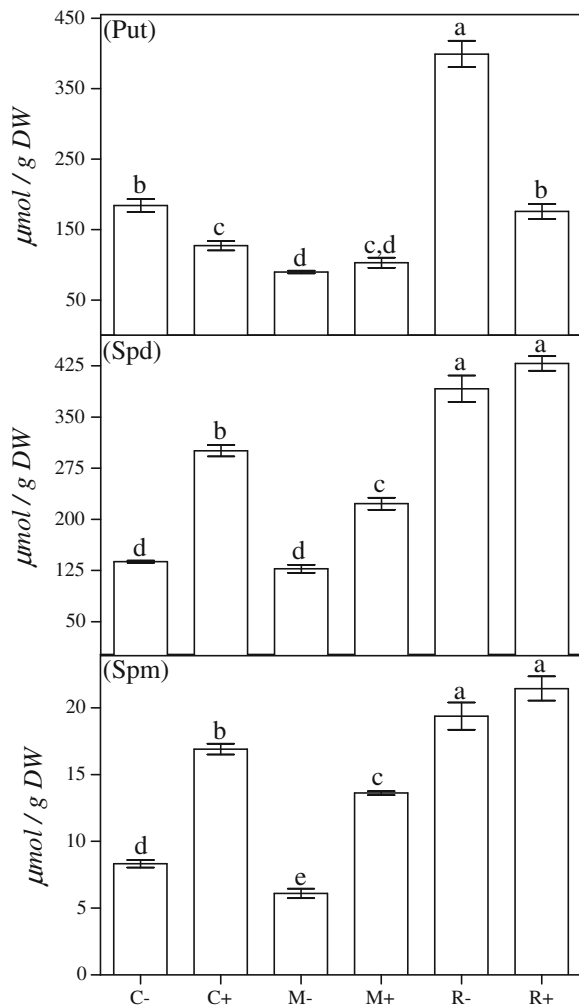 (Put)
μmol / g DW
450
350
250
150
50
b
c
d
c,d
a
b
(Spd)
μmol / g DW
425
350
275
200
125
50
d
b
d
c
a
a
(Spm)
μmol / g DW
20
15
10
5
0
d
b
e
c
a
a
C- C+ M- M+ R- R+